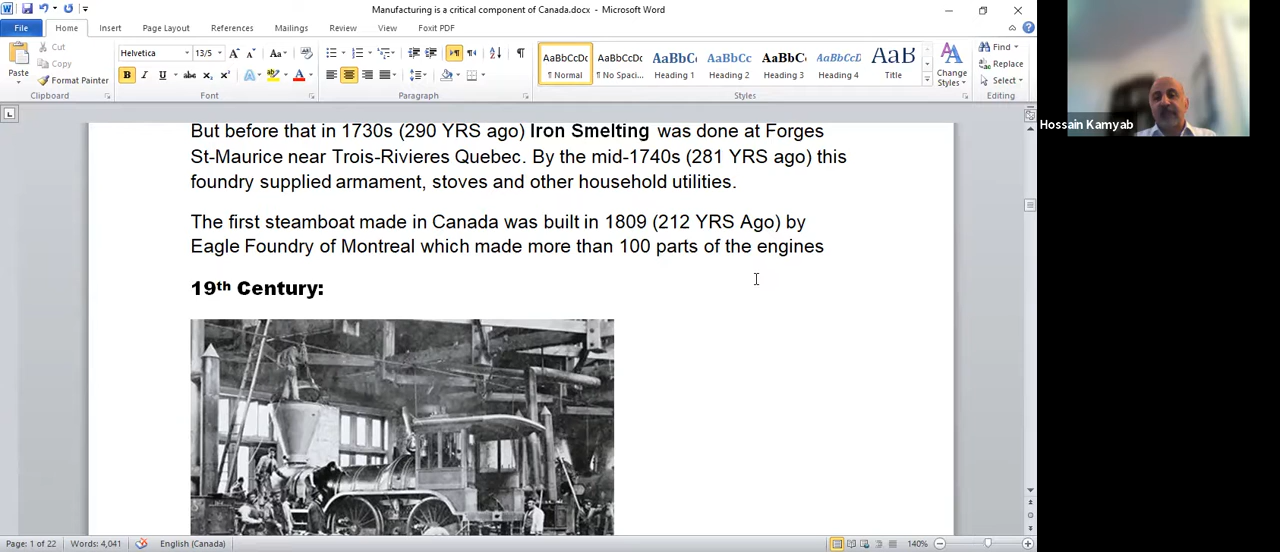 Manufacturing is a critical component of Canada.docx - Microsoft Word
File Home Insert Page Layout References Mailings Review View Foxit PDF
Cut
Copy
Format Painter
Paste
Helvetica 13/5
AaBbCcDc AaBbCcDc AaBbC AaBbCc AaBbC AaBbC AaB
¶ Normal ¶ No Spaci... Heading 1 Heading 2 Heading 3 Heading 4 Title
Change
Styles
Find
Replace
Select
Clipboard Font Paragraph Styles Editing
Hossain Kamyab
But before that in 1730s (290 YRS ago) Iron Smelting was done at Forges
St-Maurice near Trois-Rivieres Quebec. By the mid-1740s (281 YRS ago) this
foundry supplied armament, stoves and other household utilities.
The first steamboat made in Canada was built in 1809 (212 YRS Ago) by
Eagle Foundry of Montreal which made more than 100 parts of the engines
19th Century:
Page: 1 of 22 Words: 4,041 English (Canada) 140%